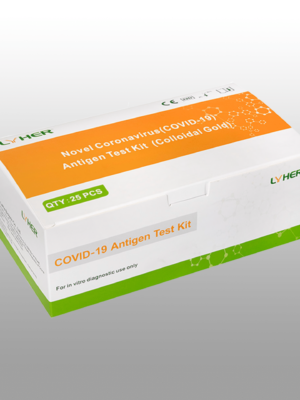 LYHER
Novel Coronavirus(COVID-19)
Antigen Test Kit (Colloidal Gold)
QTY:25 PCS
LYHER
LYHER
COVID-19 Antigen Test Kit
For in vitro diagnostic use only